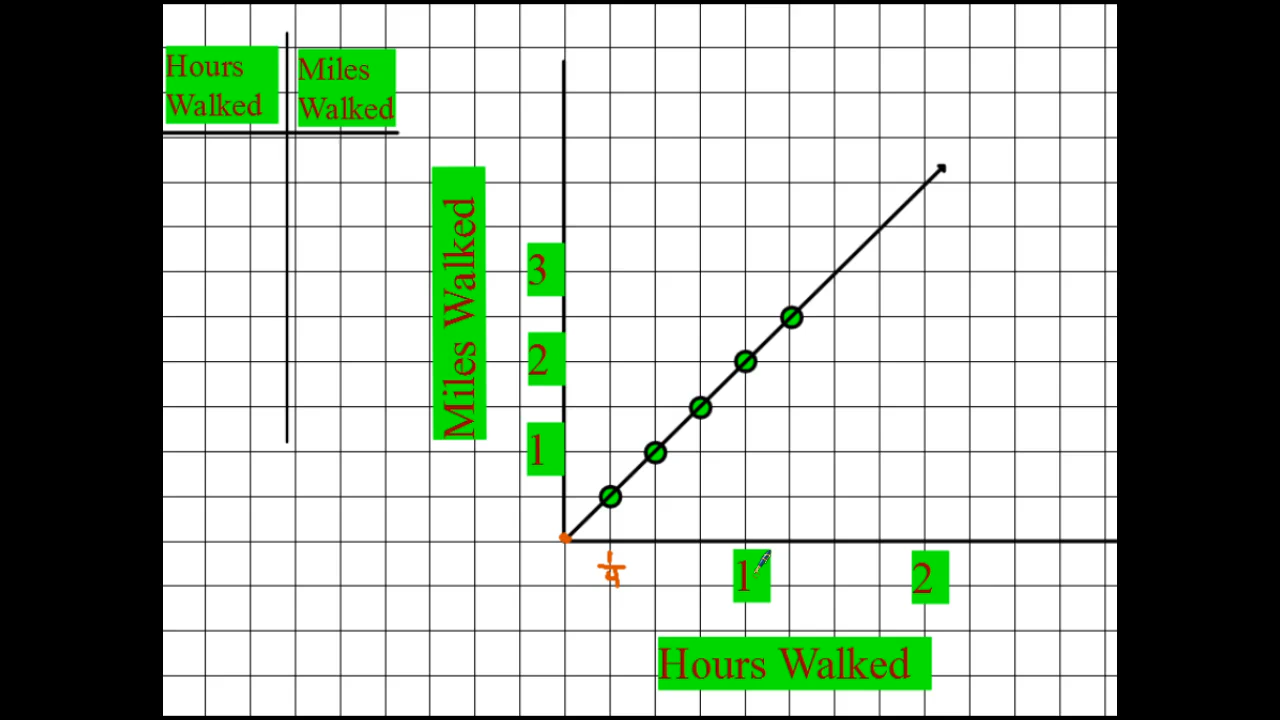 Hours
Walked
Miles
Walked
Miles Walked
3
2
1
1/4
1
2
Hours Walked